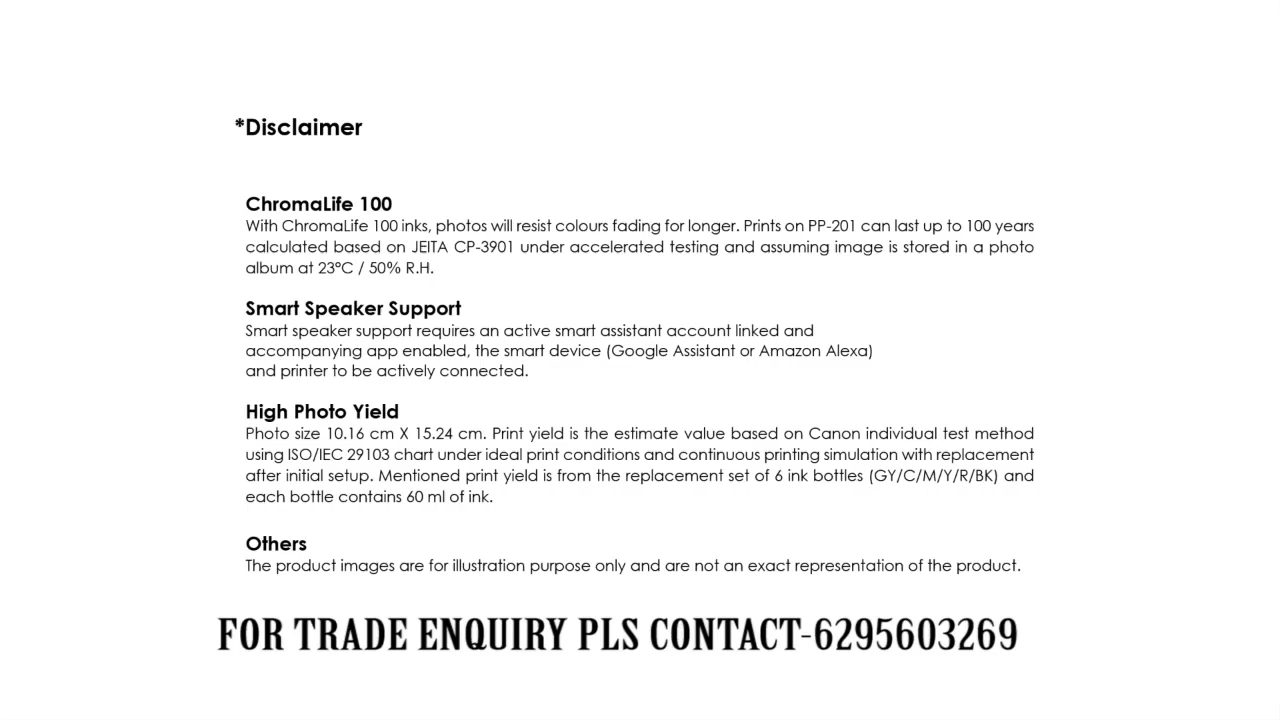 *Disclaimer
ChromaLife 100
With ChromaLife 100 inks, photos will resist colours fading for longer. Prints on PP-201 can last up to 100 years
calculated based on JEITA CP-3901 under accelerated testing and assuming image is stored in a photo
album at 23°C / 50% R.H.
Smart Speaker Support
Smart speaker support requires an active smart assistant account linked and
accompanying app enabled, the smart device (Google Assistant or Amazon Alexa)
and printer to be actively connected.
High Photo Yield
Photo size 10.16 cm X 15.24 cm. Print yield is the estimate value based on Canon individual test method
using ISO/IEC 29103 chart under ideal print conditions and continuous printing simulation with replacement
after initial setup. Mentioned print yield is from the replacement set of 6 ink bottles (GY/C/M/Y/R/BK) and
each bottle contains 60 ml of ink.
Others
The product images are for illustration purpose only and are not an exact representation of the product.
FOR TRADE ENQUIRY PLS CONTACT-6295603269